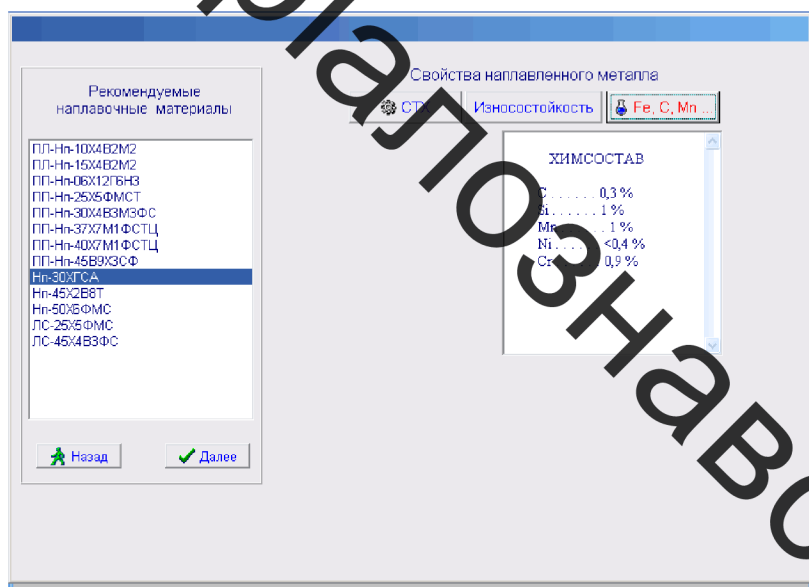 Свойства наплавленного металла
Рекомендуемые
наплавочные материалы
СТХ
Износостойкость
Fe, C, Mn ...
ПЛ-Нп-10Х4В2М2
ПЛ-Нп-15Х4В2М2
ПП-Нп-06Х12Г6Н3
ПП-Нп-25Х5ФМСТ
ПП-Нп-30Х4В3М3ФС
ПП-Нп-37Х7М1ФСТЦ
ПП-Нп-40Х7М1ФСТЦ
ПП-Нп-45В9Х3СФ
Нп-30ХГСА
Нп-45Х2В8Т
Нп-50Х5ФМС
ЛС-25Х5ФМС
ЛС-45Х4В3ФС
ХИМСОСТАВ
C . . . . . . 0,3 %
Si . . . . . . 1 %
Mn . . . . . . 1 %
Ni . . . . . <0,4 %
Cr . . . . . . 0,9 %
Назад
Далее